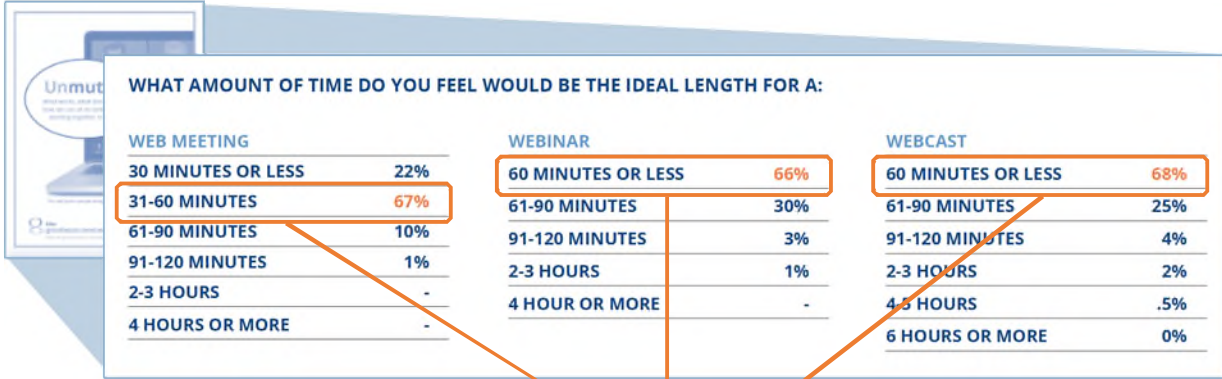 Unmut
WHAT AMOUNT OF TIME DO YOU FEEL WOULD BE THE IDEAL LENGTH FOR A:
WEB MEETING
30 MINUTES OR LESS 22%
31-60 MINUTES 67%
61-90 MINUTES 10%
91-120 MINUTES 1%
2-3 HOURS -
4 HOURS OR MORE -
WEBINAR
60 MINUTES OR LESS 66%
61-90 MINUTES 30%
91-120 MINUTES 3%
2-3 HOURS 1%
4 HOUR OR MORE -
WEBCAST
60 MINUTES OR LESS 68%
61-90 MINUTES 25%
91-120 MINUTES 4%
2-3 HOURS 2%
4-5 HOURS .5%
6 HOURS OR MORE 0%